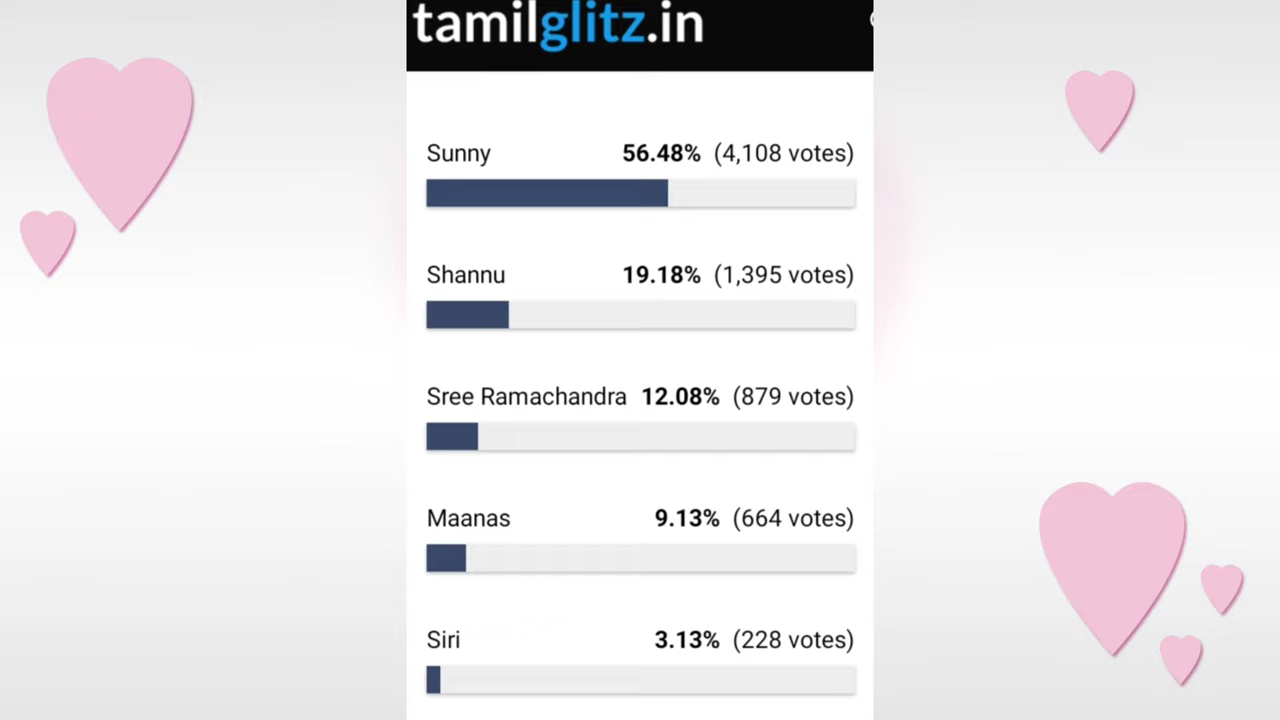 tamilglitz.in
Sunny 56.48% (4,108 votes)
Shannu 19.18% (1,395 votes)
Sree Ramachandra 12.08% (879 votes)
Maanas 9.13% (664 votes)
Siri 3.13% (228 votes)